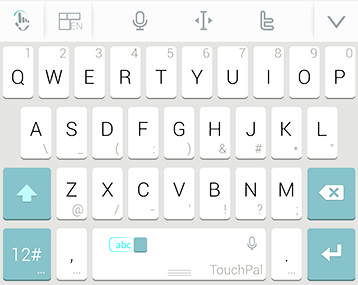 EN
1 2 3 4 5 6 7 8 9 0
Q W E R T Y U I O P
A S D F G H J K L
\ _ ( : ) & # * °
Z X C V B N M
@ / - ' ! ? ;
12# , abc TouchPal .
... ... ...